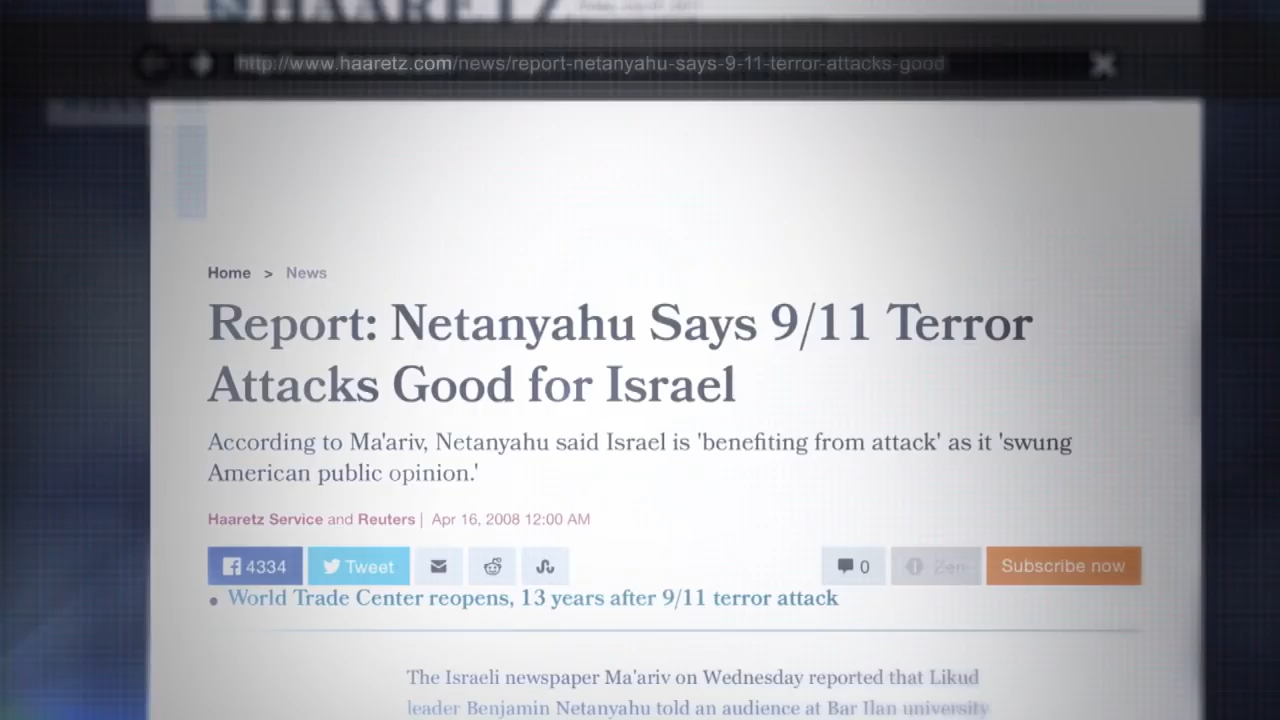 HAARETZ
http://www.haaretz.com/news/report-netanyahu-says-9-11-terror-attacks-good
Home > News
Report: Netanyahu Says 9/11 Terror
Attacks Good for Israel
According to Ma'ariv, Netanyahu said Israel is 'benefiting from attack' as it 'swung
American public opinion.'
Haaretz Service and Reuters | Apr 16, 2008 12:00 AM
4334 Tweet 0 Zen Subscribe now
• World Trade Center reopens, 13 years after 9/11 terror attack
The Israeli newspaper Ma'ariv on Wednesday reported that Likud
leader Benjamin Netanyahu told an audience at Bar Ilan university